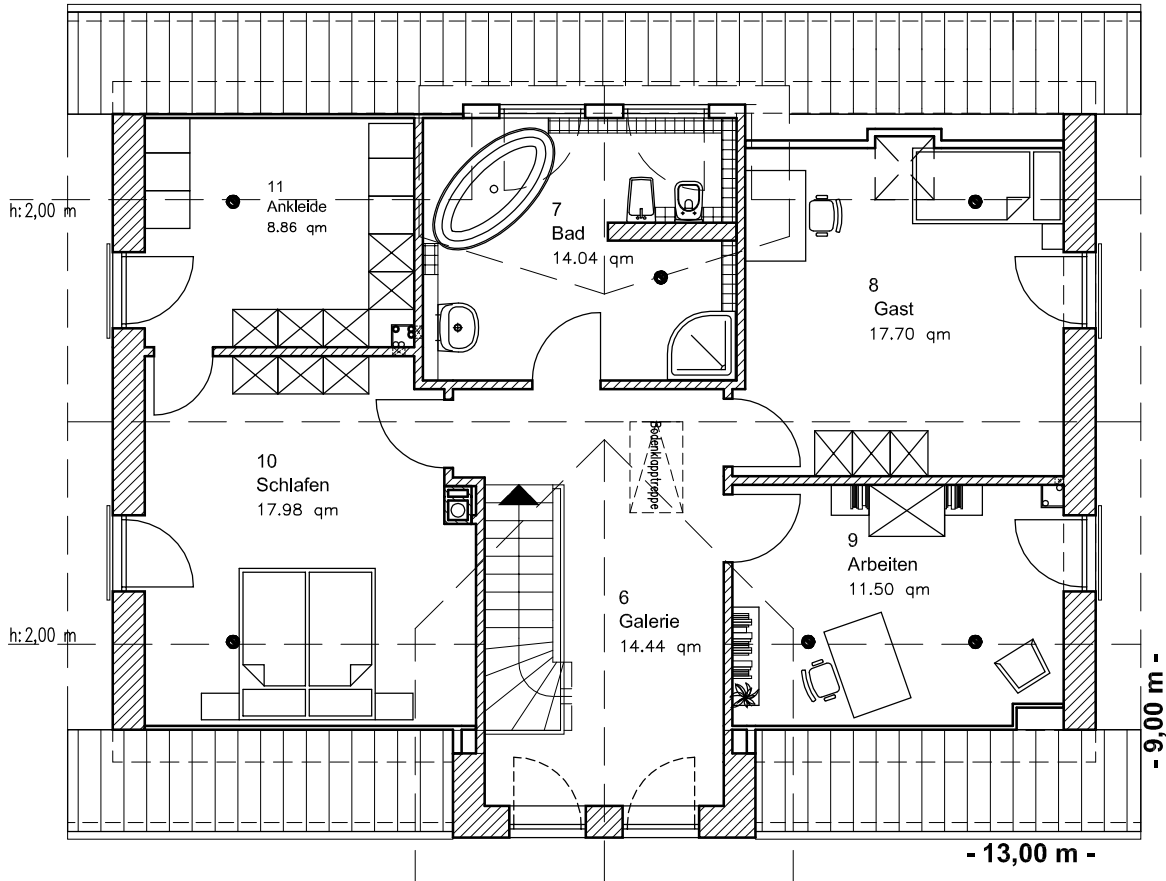 h:2,00 m
11
Ankleide
8.86 qm
7
Bad
14.04 qm
8
Gast
17.70 qm
10
Schlafen
17.98 qm
Bodenklapptreppe
9
Arbeiten
11.50 qm
6
Galerie
14.44 qm
h:2,00 m
- 9,00 m -
- 13,00 m -